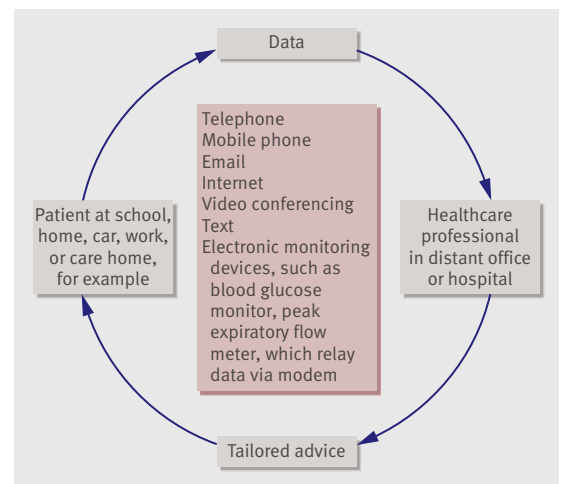 Data
Telephone
Mobile phone
Email
Internet
Video conferencing
Text
Electronic monitoring
devices, such as
blood glucose
monitor, peak
expiratory flow
meter, which relay
data via modem
Patient at school,
home, car, work,
or care home,
for example
Healthcare
professional
in distant office
or hospital
Tailored advice